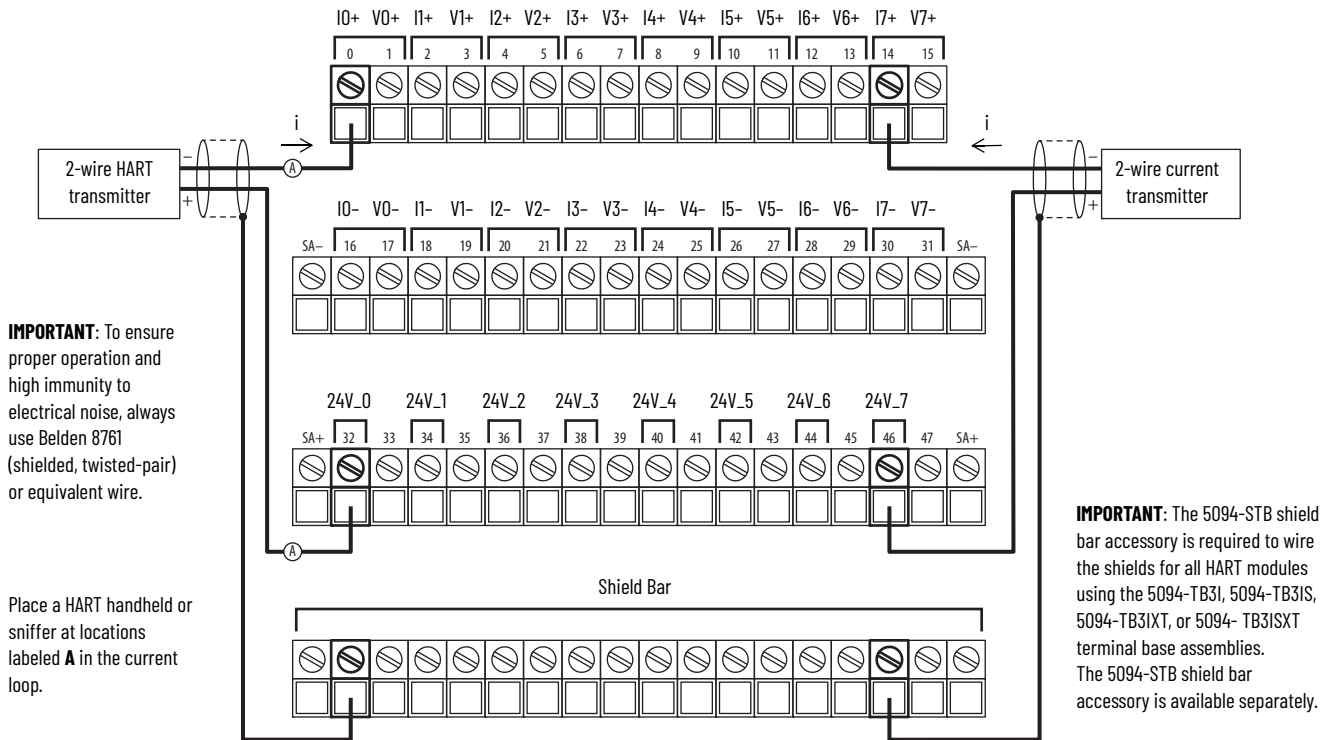 I0+ V0+ I1+ V1+ I2+ V2+ I3+ V3+ I4+ V4+ I5+ V5+ I6+ V6+ I7+ V7+
0 1 2 3 4 5 6 7 8 9 10 11 12 13 14 15
i
i
2-wire HART
transmitter
–
+
A
2-wire current
transmitter
–
+
I0– V0– I1– V1– I2– V2– I3– V3– I4– V4– I5– V5– I6– V6– I7– V7–
SA– 16 17 18 19 20 21 22 23 24 25 26 27 28 29 30 31 SA–
IMPORTANT: To ensure
proper operation and
high immunity to
electrical noise, always
use Belden 8761
(shielded, twisted-pair)
or equivalent wire.
24V_0 24V_1 24V_2 24V_3 24V_4 24V_5 24V_6 24V_7
SA+ 32 33 34 35 36 37 38 39 40 41 42 43 44 45 46 47 SA+
A
Place a HART handheld or
sniffer at locations
labeled A in the current
loop.
Shield Bar
IMPORTANT: The 5094-STB shield
bar accessory is required to wire
the shields for all HART modules
using the 5094-TB3I, 5094-TB3IS,
5094-TB3IXT, or 5094- TB3ISXT
terminal base assemblies.
The 5094-STB shield bar
accessory is available separately.